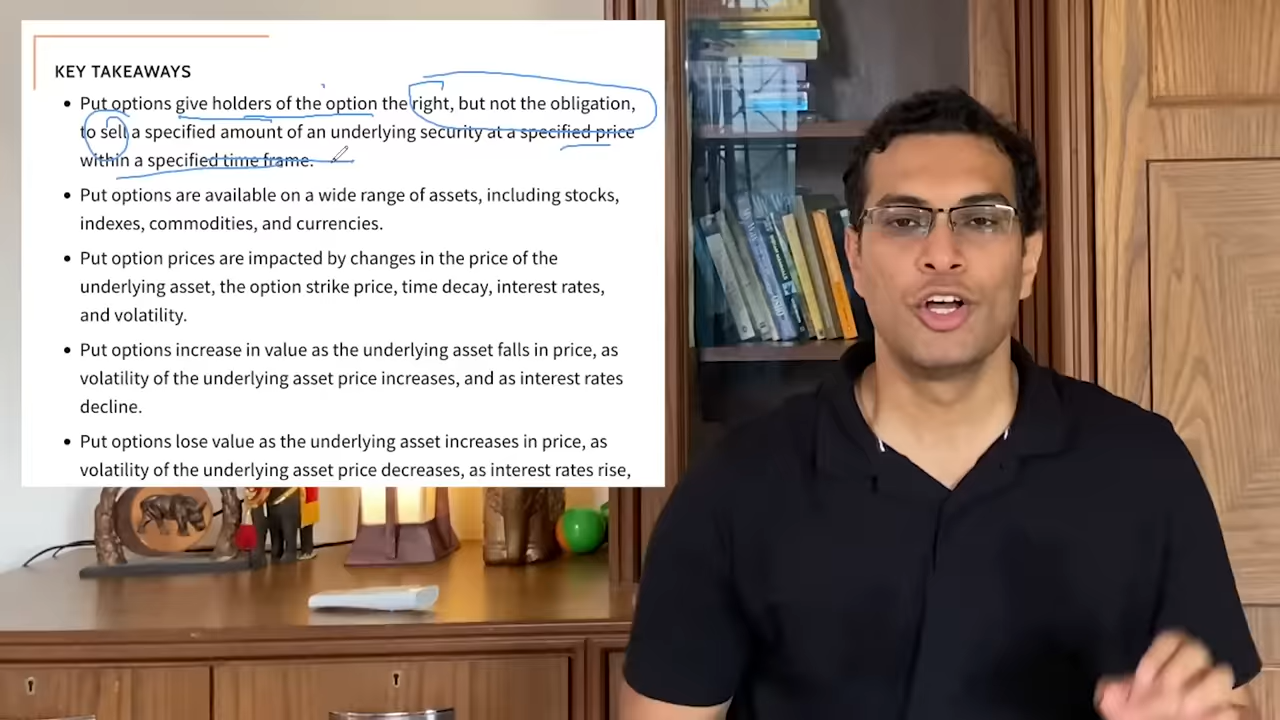 KEY TAKEAWAYS
• Put options give holders of the option the right, but not the obligation,
to sell a specified amount of an underlying security at a specified price
within a specified time frame.
• Put options are available on a wide range of assets, including stocks,
indexes, commodities, and currencies.
• Put option prices are impacted by changes in the price of the
underlying asset, the option strike price, time decay, interest rates,
and volatility.
• Put options increase in value as the underlying asset falls in price, as
volatility of the underlying asset price increases, and as interest rates
decline.
• Put options lose value as the underlying asset increases in price, as
volatility of the underlying asset price decreases, as interest rates rise,